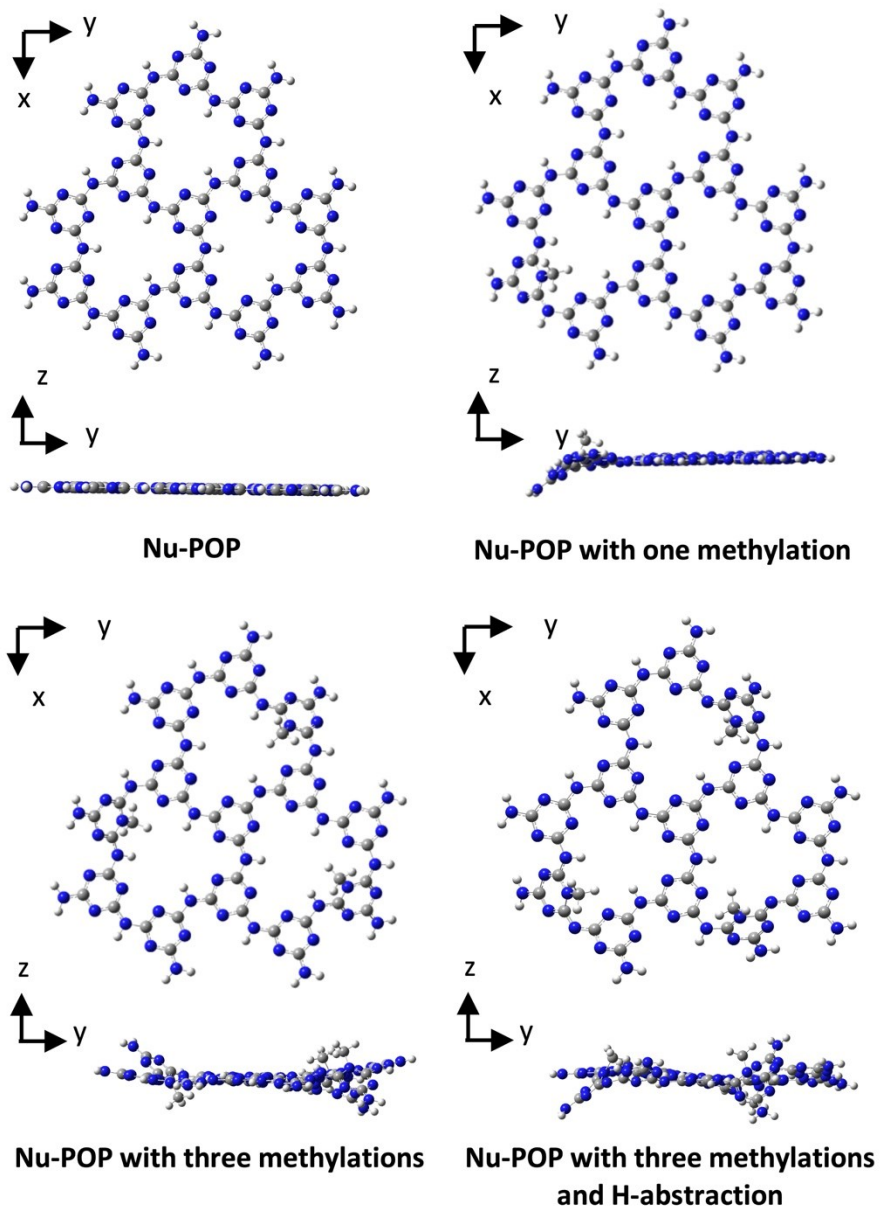 y
x
y
x
z
y
Nu-POP
y
Nu-POP with one methylation
y
x
y
x
z
y
Nu-POP with three methylations
z
y
Nu-POP with three methylations
and H-abstraction